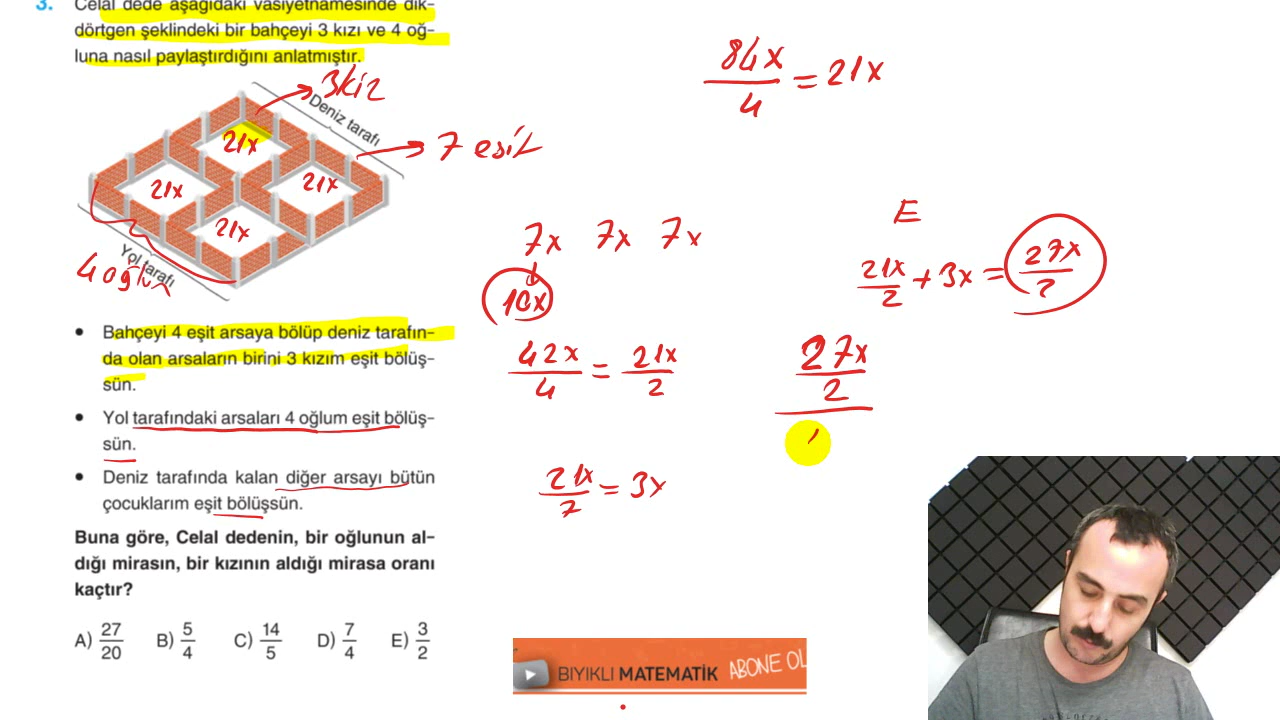 3.
Celal dede aşağıdaki vasiyetnamesinde dik-
dörtgen şeklindeki bir bahçeyi 3 kızı ve 4 oğ-
luna nasıl paylaştırdığını anlatmıştır.
3kiz
Deniz tarafı
7 esit
21x
21x
21x
21x
Yol tarafı
4 oğlun
• Bahçeyi 4 eşit arsaya bölüp deniz tarafın-
da olan arsaların birini 3 kızım eşit bölüş-
sün.
• Yol tarafındaki arsaları 4 oğlum eşit bölüş-
sün.
• Deniz tarafında kalan diğer arsayı bütün
çocuklarım eşit bölüşsün.
Buna göre, Celal dedenin, bir oğlunun al-
dığı mirasın, bir kızının aldığı mirasa oranı
kaçtır?
A) 27/20 B) 5/4 C) 14/5 D) 7/4 E) 3/2
84x/4 = 21x
7x 7x 7x
10x
42x/4 = 21x/2
21x/7 = 3x
E
21x/2 + 3x = 27x/2
27x/2
BIYIKLI MATEMATİK ABONE OL